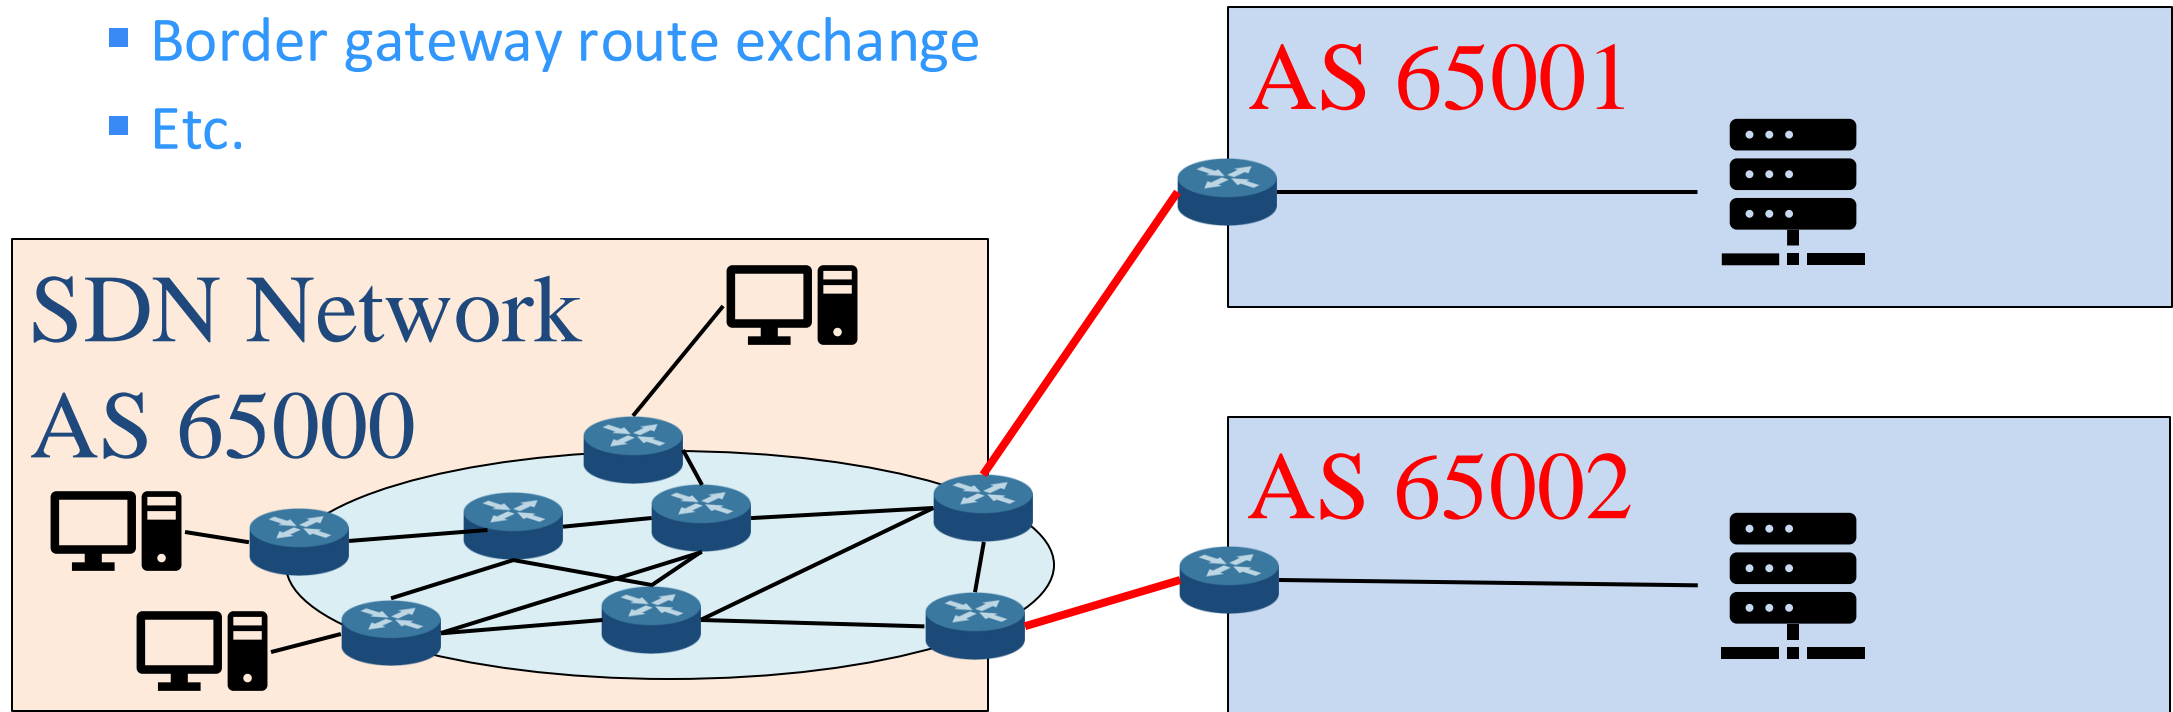 Border gateway route exchange
Etc.
AS 65001
SDN Network
AS 65000
AS 65002